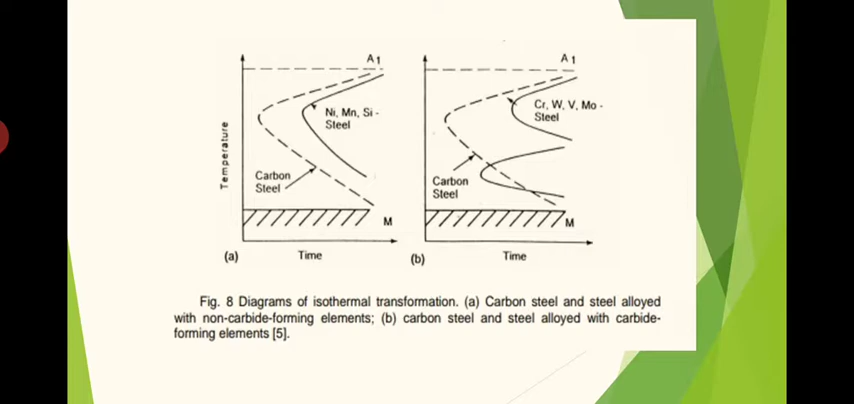 A1
Ni, Mn, Si -
Steel
Carbon
Steel
Temperature
M
(a)
Time
A1
Cr, W, V, Mo -
Steel
Carbon
Steel
M
(b)
Time
Fig. 8 Diagrams of isothermal transformation. (a) Carbon steel and steel alloyed
with non-carbide-forming elements; (b) carbon steel and steel alloyed with carbide-
forming elements [5].